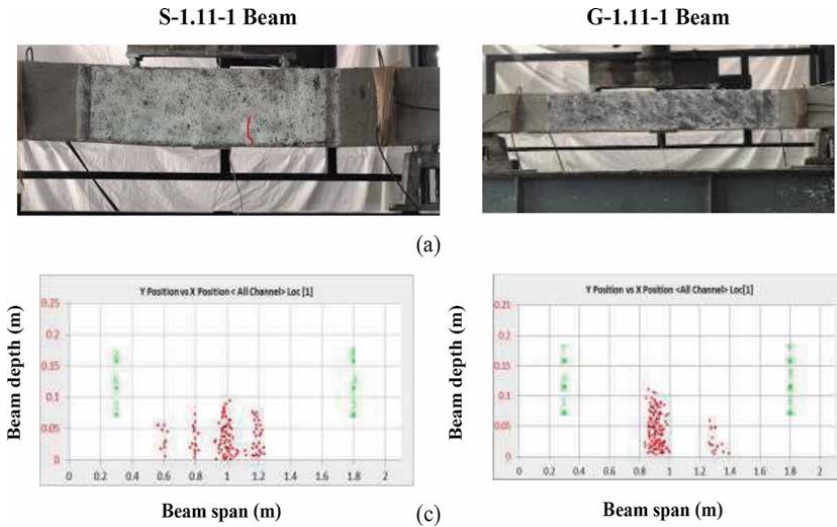 S-1.11-1 Beam
G-1.11-1 Beam
(a)
Y Position vs X Position < All Channel> Loc [1]
Beam depth (m)
0.25
0.2
0.15
0.1
0.05
0
0 0.2 0.4 0.6 0.8 1 1.2 1.4 1.6 1.8 2
Beam span (m)
Y Position vs X Position <All Channel> Loc[1]
Beam depth (m)
0.25
0.2
0.15
0.1
0.05
0
0 0.2 0.4 0.6 0.8 1 1.2 1.4 1.6 1.8 2
Beam span (m)
(c)